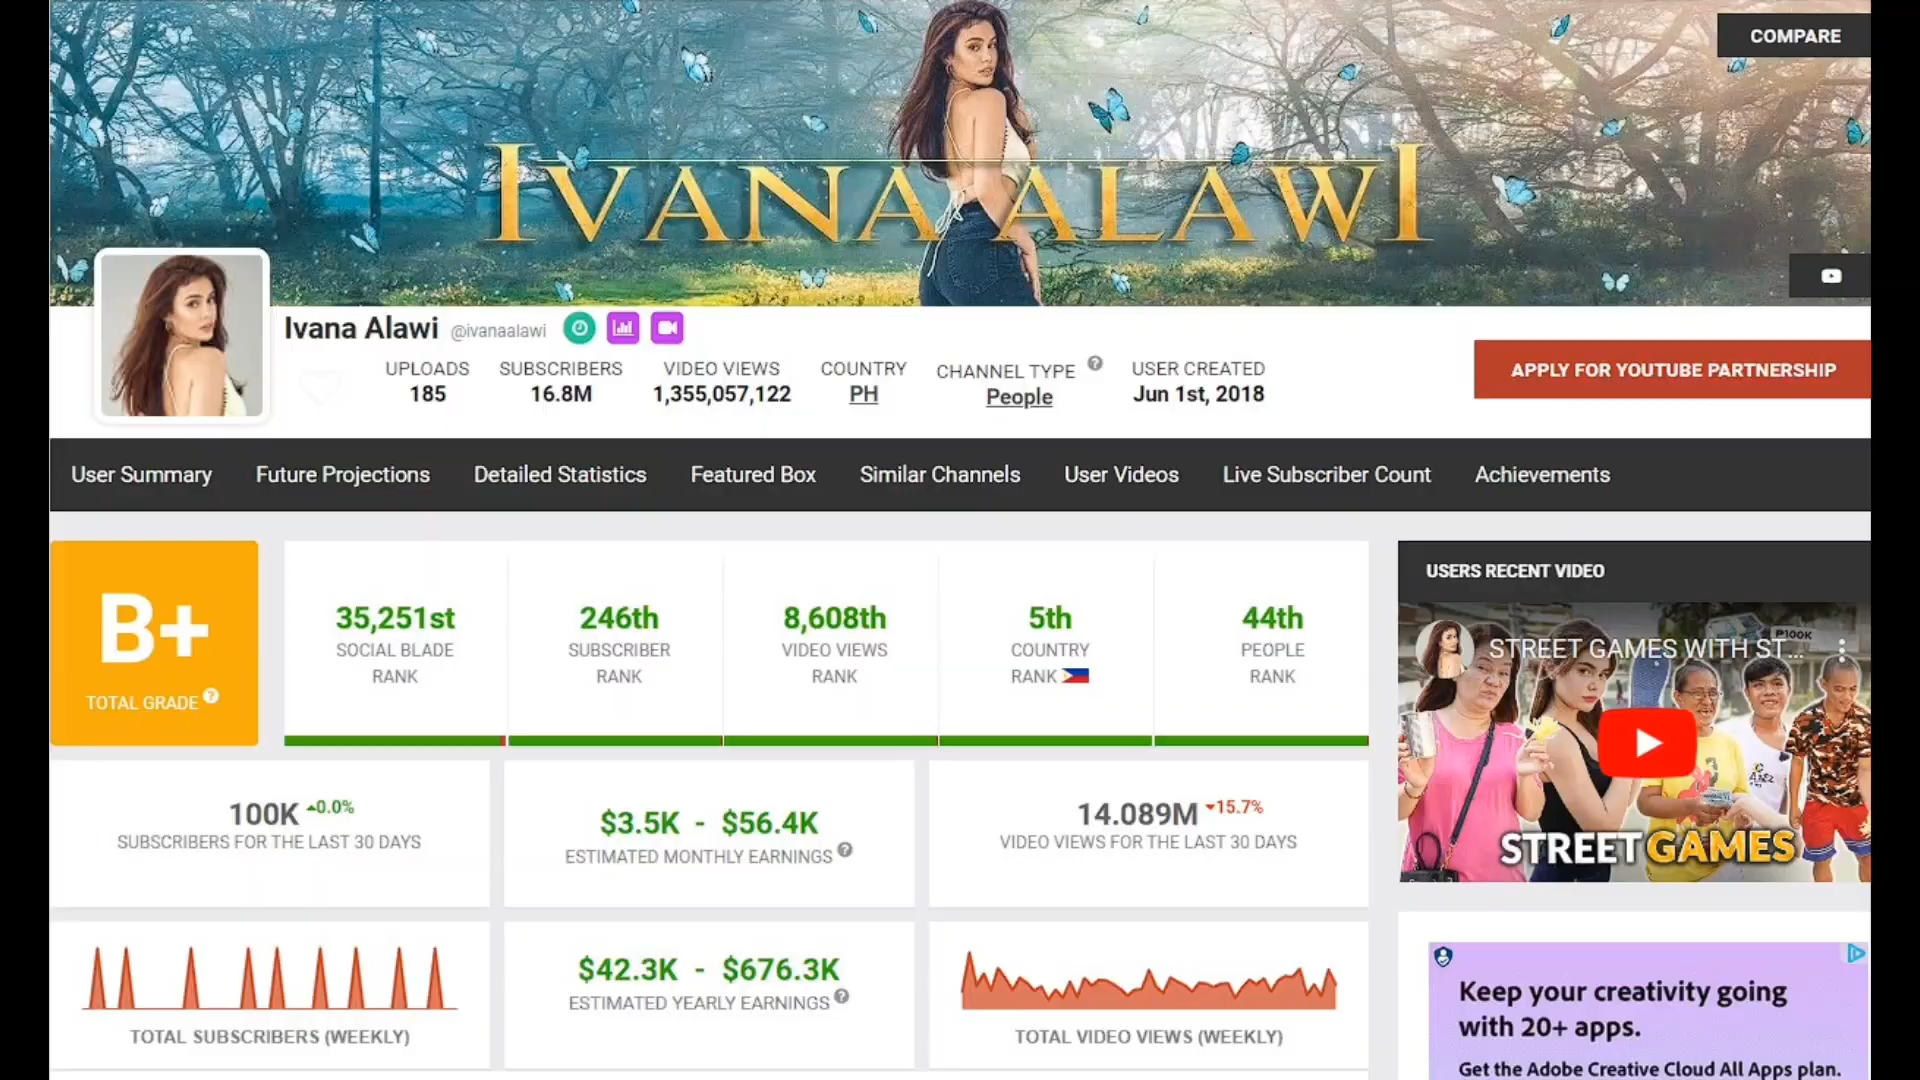 COMPARE
IVANA ALAWI
Ivana Alawi @ivanaalawi
UPLOADS
185
SUBSCRIBERS
16.8M
VIDEO VIEWS
1,355,057,122
COUNTRY
PH
CHANNEL TYPE ?
People
USER CREATED
Jun 1st, 2018
APPLY FOR YOUTUBE PARTNERSHIP
User Summary
Future Projections
Detailed Statistics
Featured Box
Similar Channels
User Videos
Live Subscriber Count
Achievements
B+
TOTAL GRADE ?
35,251st
SOCIAL BLADE
RANK
246th
SUBSCRIBER
RANK
8,608th
VIDEO VIEWS
RANK
5th
COUNTRY
RANK
44th
PEOPLE
RANK
USERS RECENT VIDEO
STREET GAMES WITH ST...
₱100K
STREET GAMES
100K 0.0%
SUBSCRIBERS FOR THE LAST 30 DAYS
$3.5K - $56.4K
ESTIMATED MONTHLY EARNINGS ?
14.089M 15.7%
VIDEO VIEWS FOR THE LAST 30 DAYS
TOTAL SUBSCRIBERS (WEEKLY)
$42.3K - $676.3K
ESTIMATED YEARLY EARNINGS ?
TOTAL VIDEO VIEWS (WEEKLY)
Keep your creativity going
with 20+ apps.
Get the Adobe Creative Cloud All Apps plan.